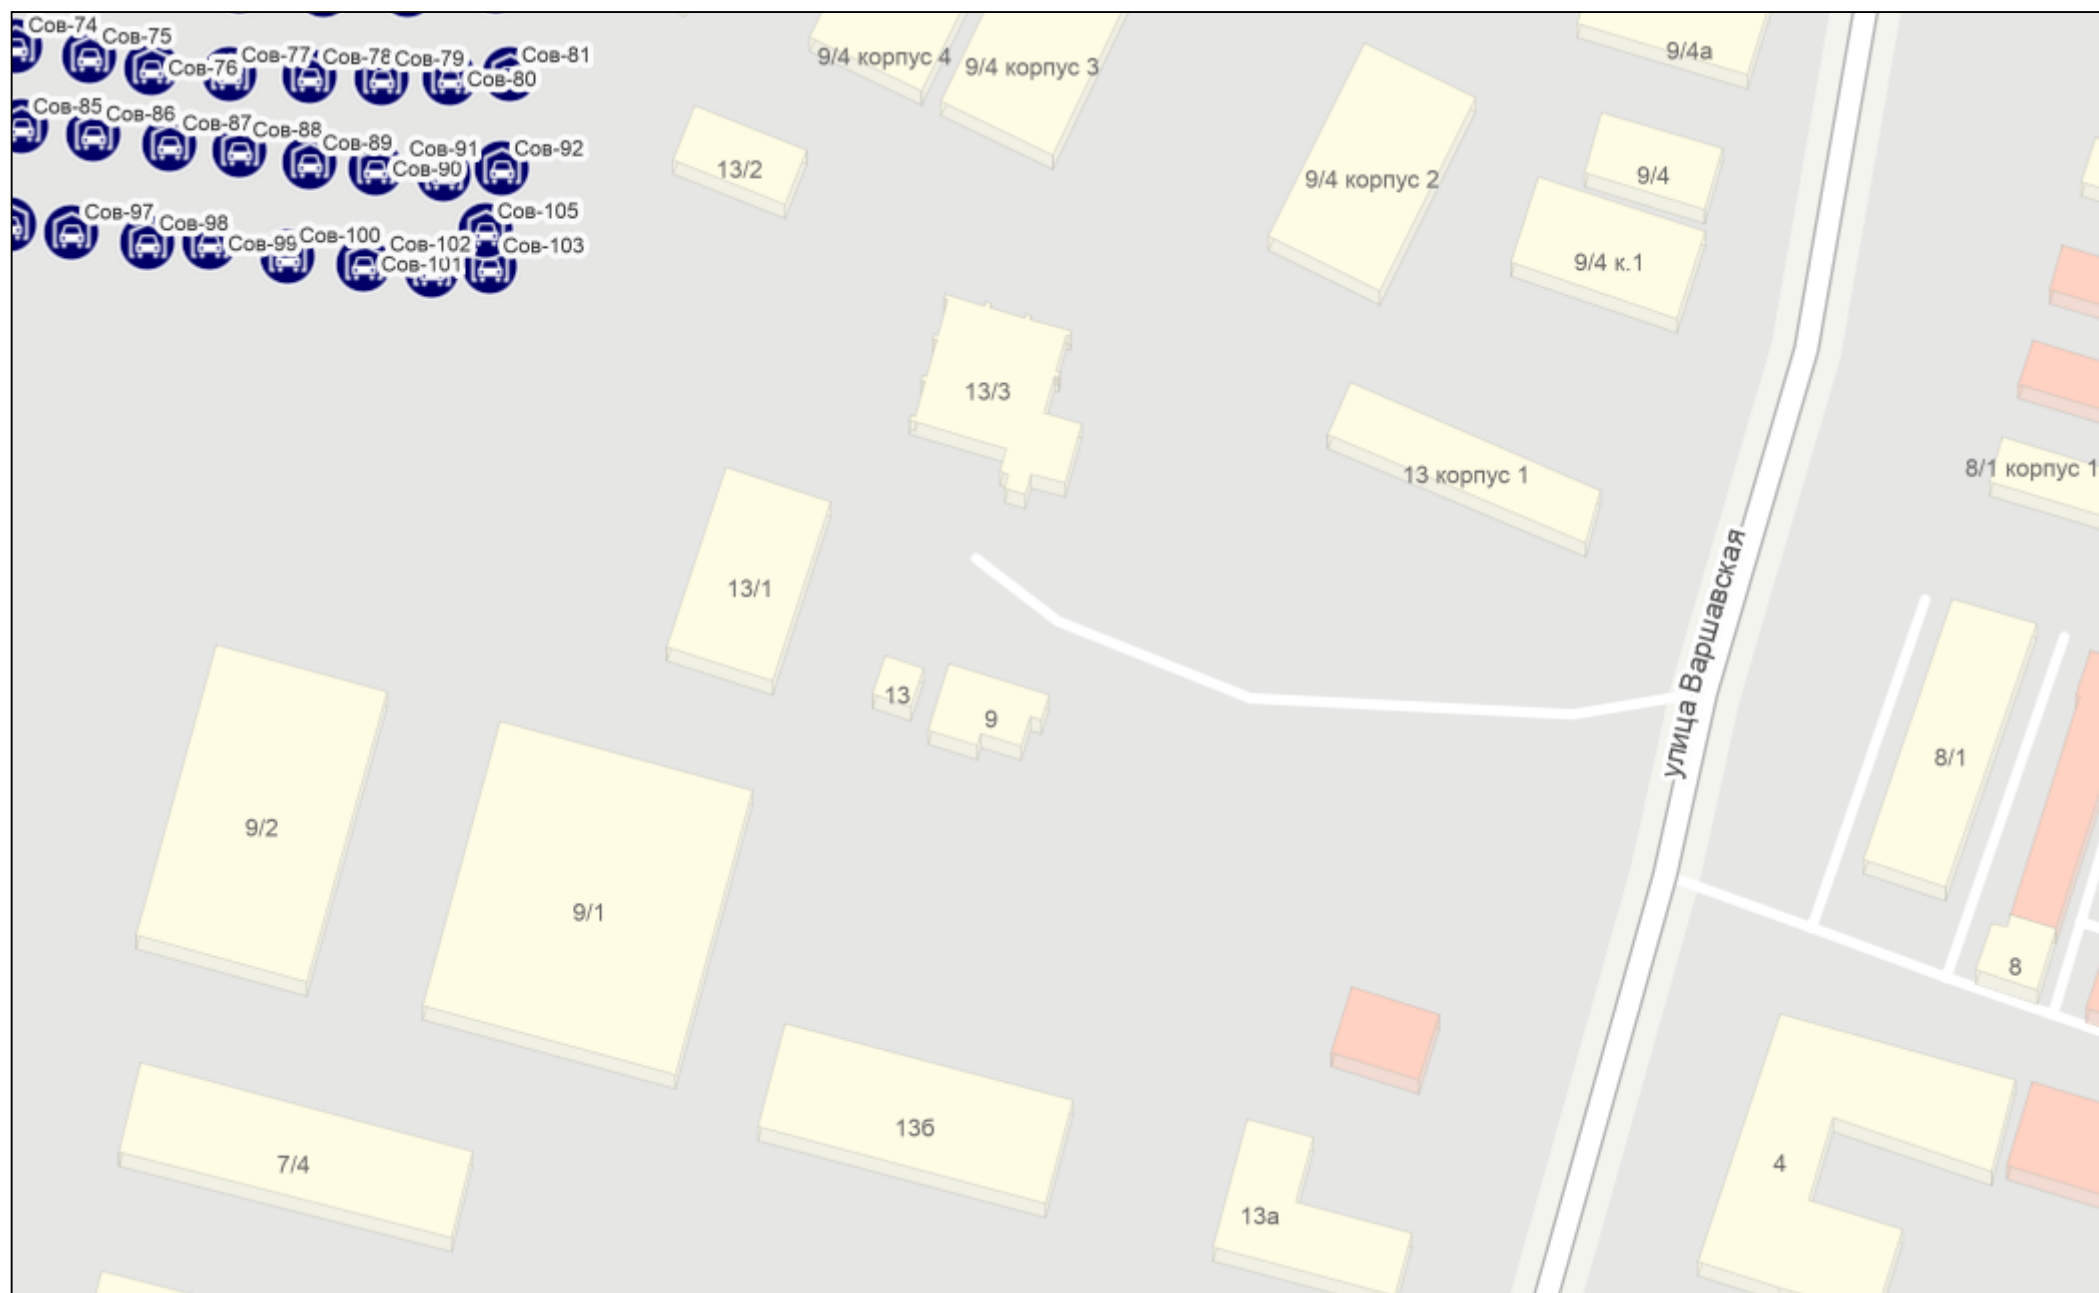 Сов-74
Сов-75
Сов-76
Сов-77
Сов-78
Сов-79
Сов-80
Сов-81
9/4 корпус 4
9/4 корпус 3
9/4а
Сов-85
Сов-86
Сов-87
Сов-88
Сов-89
Сов-90
Сов-91
Сов-92
13/2
9/4 корпус 2
9/4
9/4 к.1
Сов-97
Сов-98
Сов-99
Сов-100
Сов-101
Сов-102
Сов-103
Сов-105
13/3
13 корпус 1
8/1 корпус 1
13/1
улица Варшавская
13
9
8/1
9/2
9/1
8
13б
7/4
13а
4